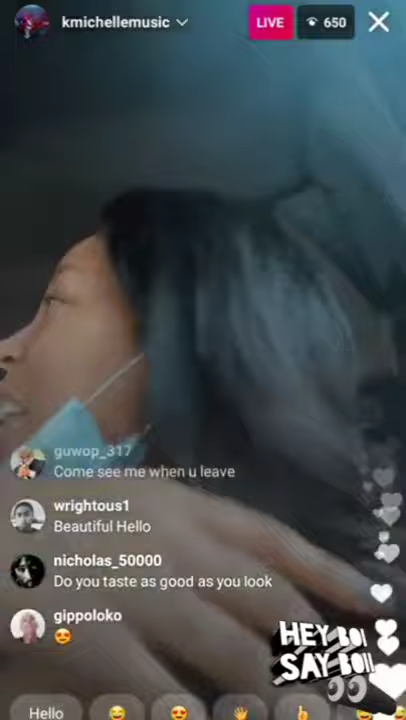 kmichellemusic
LIVE
650
guwop_317
Come see me when u leave
wrightous1
Beautiful Hello
nicholas_50000
Do you taste as good as you look
gippoloko
😍
HEY BOI
SAY BOII
Hello